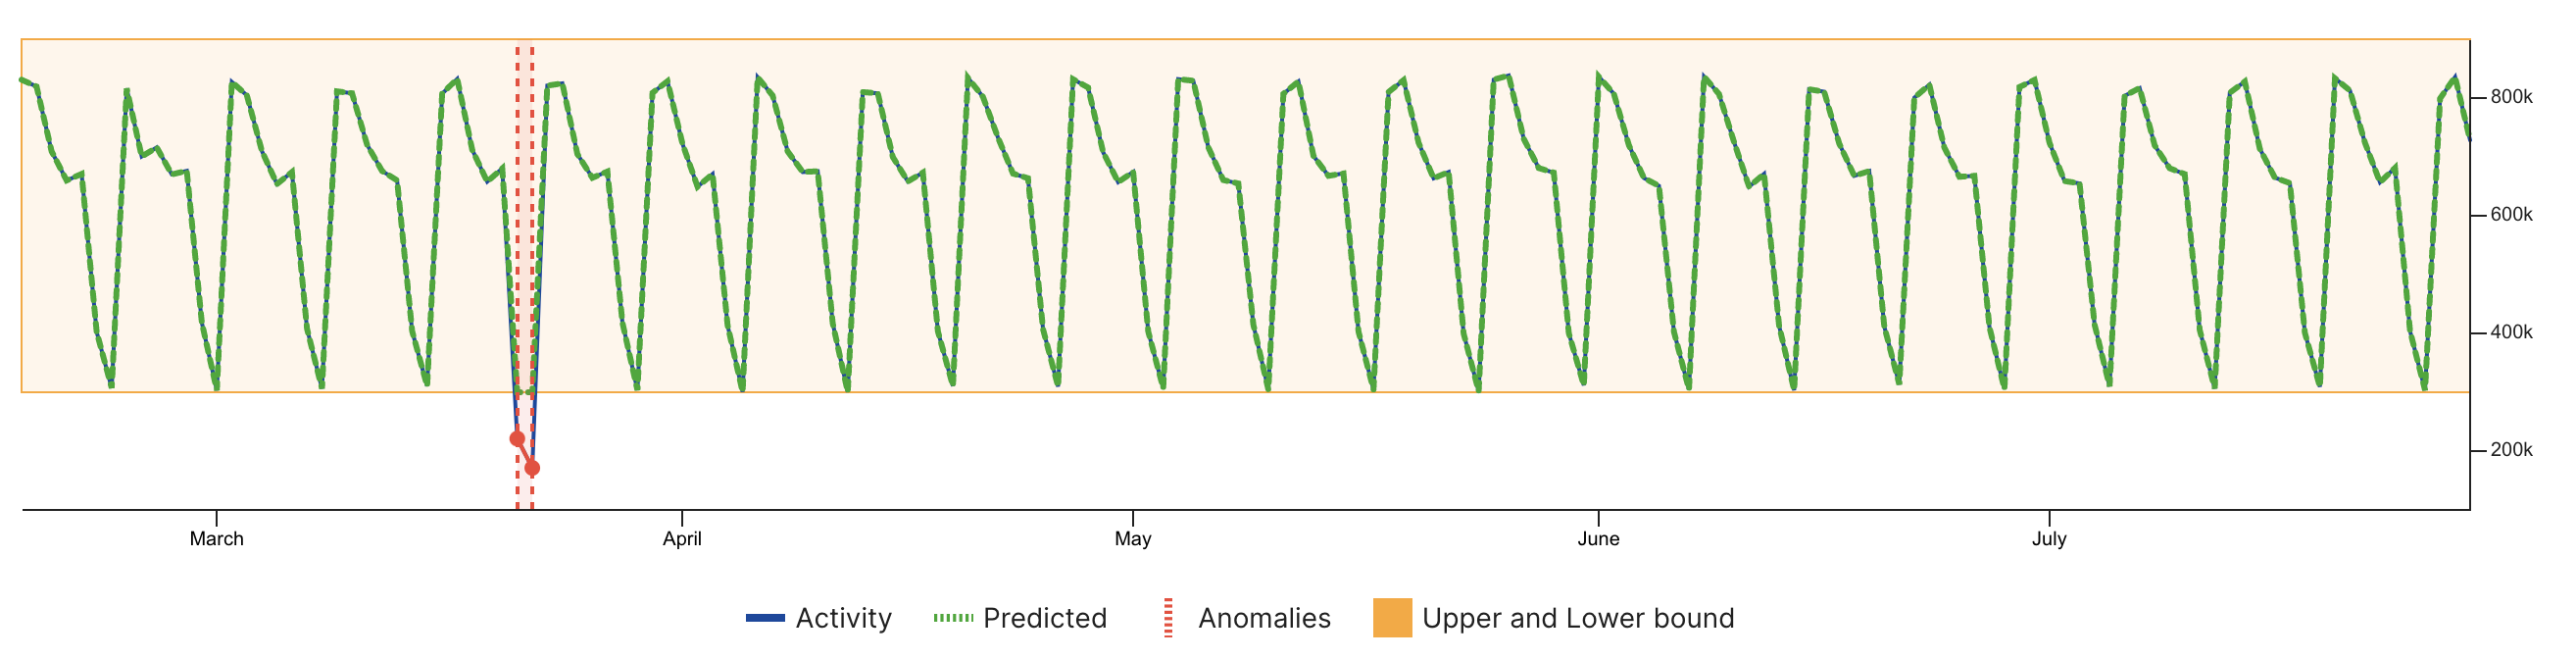 800k
600k
400k
200k
March April May June July
Activity Predicted Anomalies Upper and Lower bound